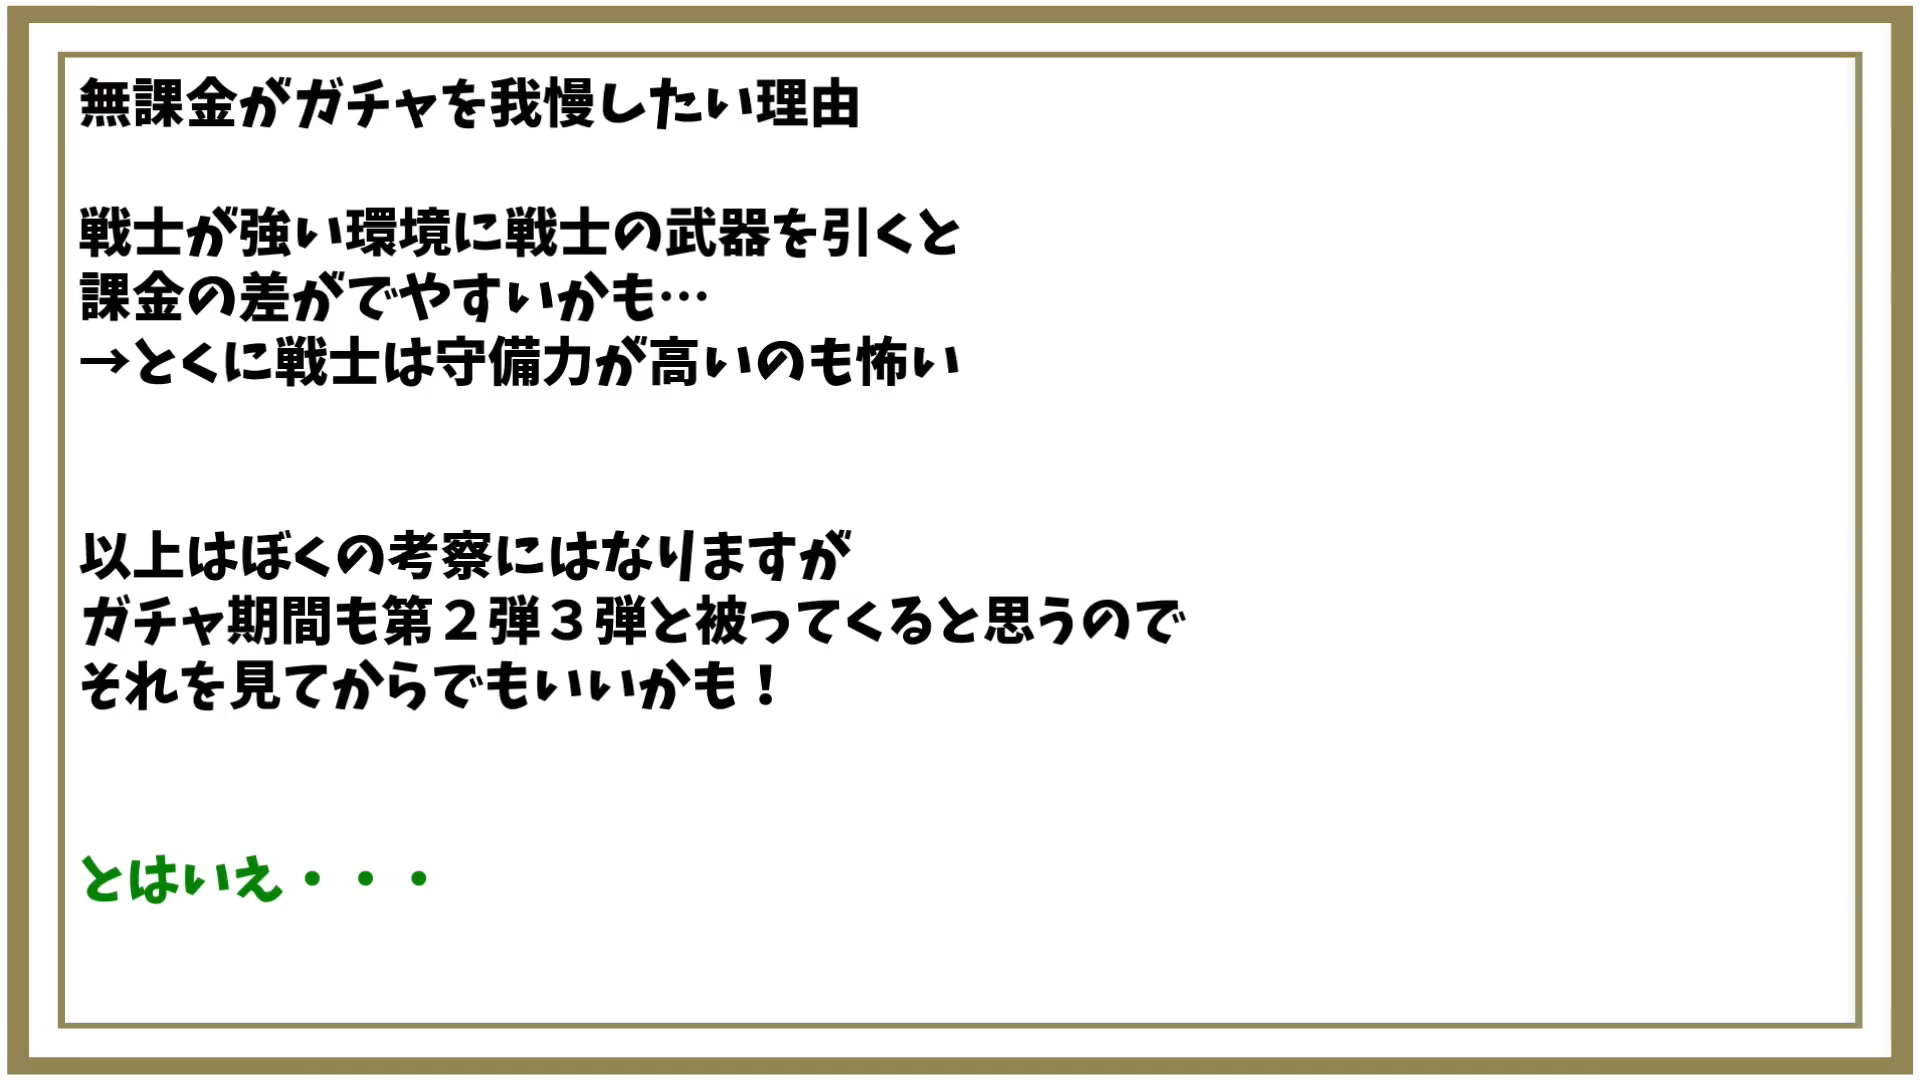 無課金がガチャを我慢したい理由
戦士が強い環境に戦士の武器を引くと
課金の差がでやすいかも…
→とくに戦士は守備力が高いのも怖い
以上はぼくの考察にはなりますが
ガチャ期間も第２弾３弾と被ってくると思うので
それを見てからでもいいかも！
とはいえ・・・